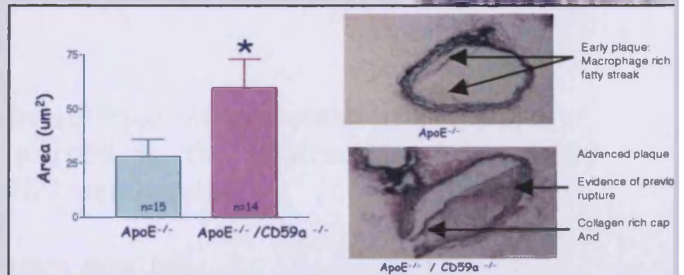 75
50
25
0
Area (um²)
*
n=15
n=14
ApoE-/-
ApoE-/-/CD59a -/-
ApoE-/-
Early plaque:
Macrophage rich
fatty streak
Advanced plaque
Evidence of previo
rupture
Collagen rich cap
And
ApoE-/- / CD59a -/-